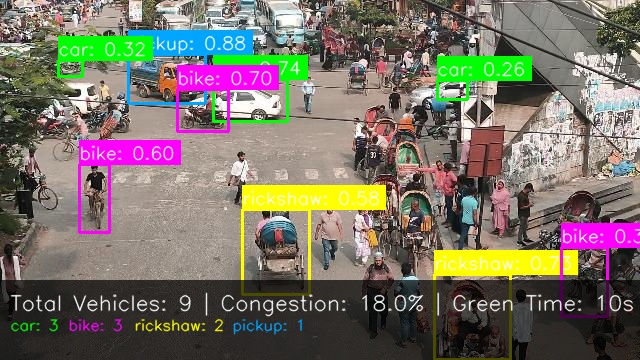 car: 0.32
kup: 0.88
bike: 0.70
0.74
car: 0.26
bike: 0.60
rickshaw: 0.58
bike: 0.3
rickshaw: 0.73
Total Vehicles: 9 | Congestion: 18.0% | Green Time: 10s
car: 3 bike: 3 rickshaw: 2 pickup: 1